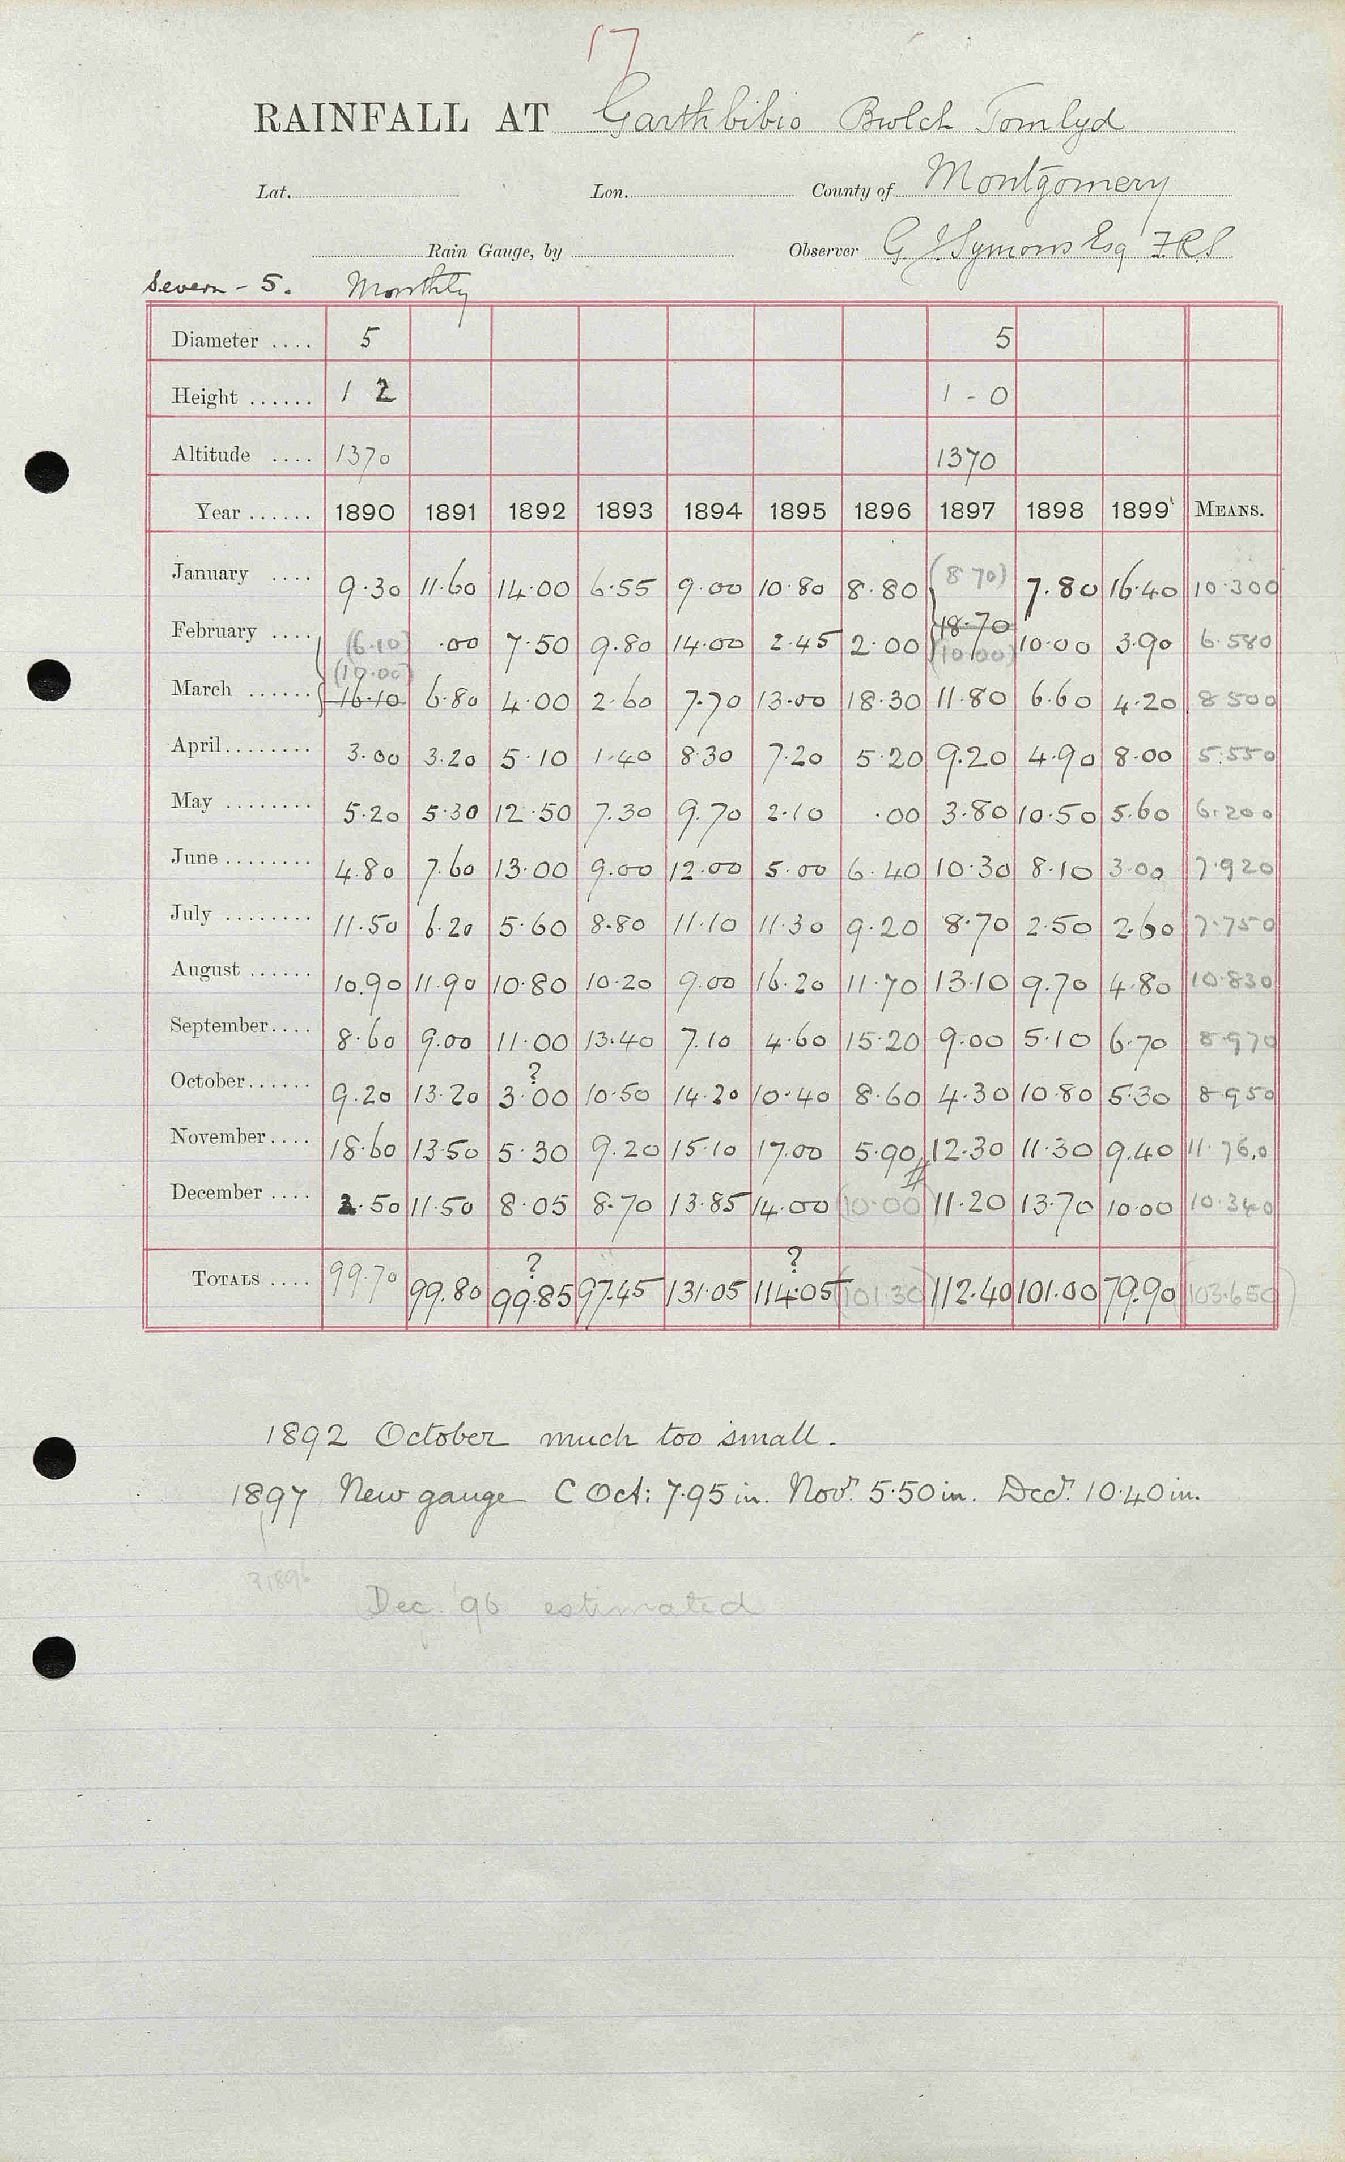 17
RAINFALL AT Garthbibio Bwlch Tomlyd
Lat. Lon. County of Montgomery
Rain Gauge, by Observer G. J. Symons Esq F.R.S
Severn - 5. Monthly
Diameter .... 5 5
Height ...... 1 2 1 - 0
Altitude .... 1370 1370
Year ...... 1890 1891 1892 1893 1894 1895 1896 1897 1898 1899 MEANS.
January .... 9.30 11.60 14.00 6.55 9.00 10.80 8.80 (8.70) 7.80 16.40 10.300
18.70
February .... (6.10) .00 7.50 9.80 14.00 2.45 2.00 (10.00) 10.00 3.90 6.580
(10.00)
March ...... 16.10 6.80 4.00 2.60 7.70 13.00 18.30 11.80 6.60 4.20 8.500
April ........ 3.00 3.20 5.10 1.40 8.30 7.20 5.20 9.20 4.90 8.00 5.550
May ........ 5.20 5.30 12.50 7.30 9.70 2.10 .00 3.80 10.50 5.60 6.200
June ........ 4.80 7.60 13.00 9.00 12.00 5.00 6.40 10.30 8.10 3.00 7.920
July ........ 11.50 6.20 5.60 8.80 11.10 11.30 9.20 8.70 2.50 2.60 7.750
August ...... 10.90 11.90 10.80 10.20 9.00 16.20 11.70 13.10 9.70 4.80 10.830
September .... 8.60 9.00 11.00 13.40 7.10 4.60 15.20 9.00 5.10 6.70 8.970
?
October ...... 9.20 13.20 3.00 10.50 14.20 10.40 8.60 4.30 10.80 5.30 8.950
November .... 18.60 13.50 5.30 9.20 15.10 17.00 5.90 12.30 11.30 9.40 11.760
December .... 2.50 11.50 8.05 8.70 13.85 14.00 (10.00) # 11.20 13.70 10.00 10.340
? ?
TOTALS .... 99.70 99.80 99.85 97.45 131.05 114.05 (101.30) 112.40 101.00 79.90 (103.650)
1892 October much too small.
1897 New gauge C Oct: 7.95 in. Novr. 5.50 in. Decr. 10.40 in.
? 1896
Dec. '96 estimated